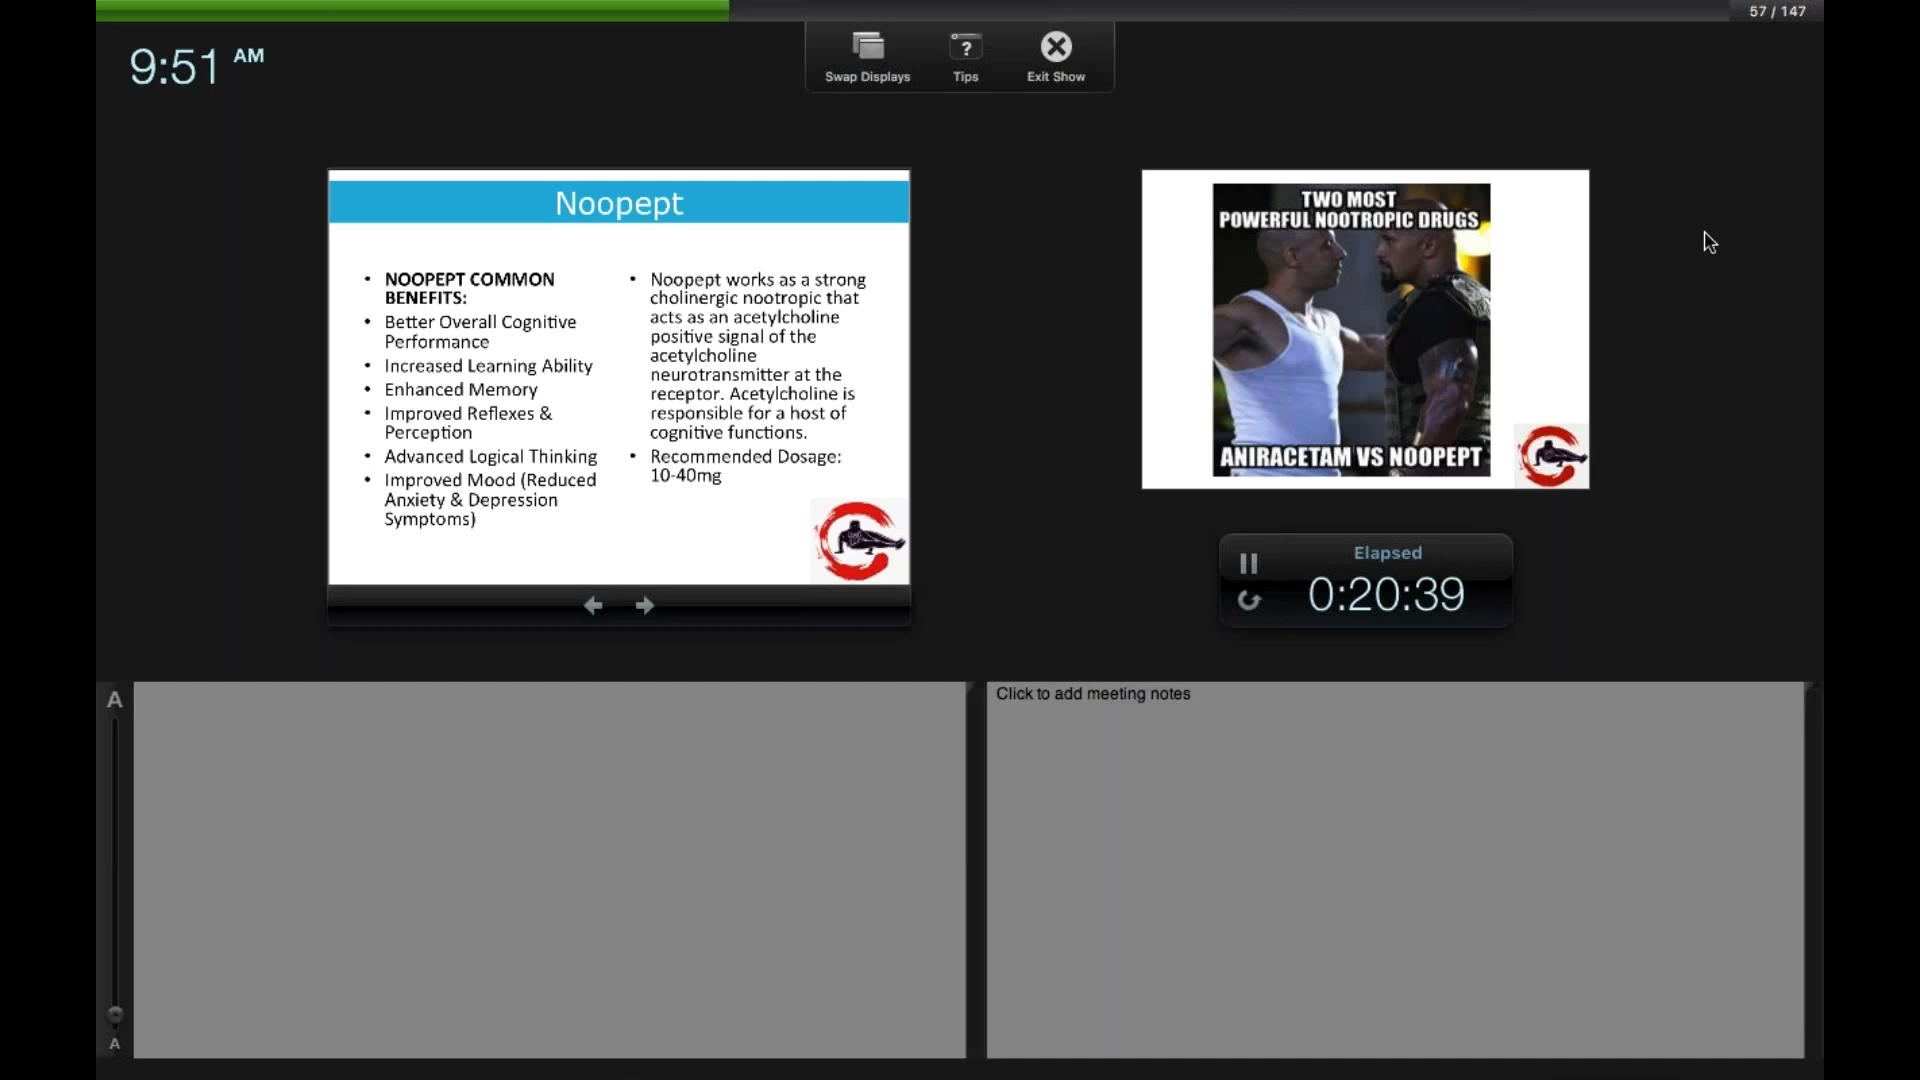 57 / 147
9:51 AM
Swap Displays
?
Tips
Exit Show
Noopept
• NOOPEPT COMMON
BENEFITS:
• Better Overall Cognitive
Performance
• Increased Learning Ability
• Enhanced Memory
• Improved Reflexes &
Perception
• Advanced Logical Thinking
• Improved Mood (Reduced
Anxiety & Depression
Symptoms)
• Noopept works as a strong
cholinergic nootropic that
acts as an acetylcholine
positive signal of the
acetylcholine
neurotransmitter at the
receptor. Acetylcholine is
responsible for a host of
cognitive functions.
• Recommended Dosage:
10-40mg
TWO MOST
POWERFUL NOOTROPIC DRUGS
ANIRACETAM VS NOOPEPT
Elapsed
0:20:39
A
A
Click to add meeting notes